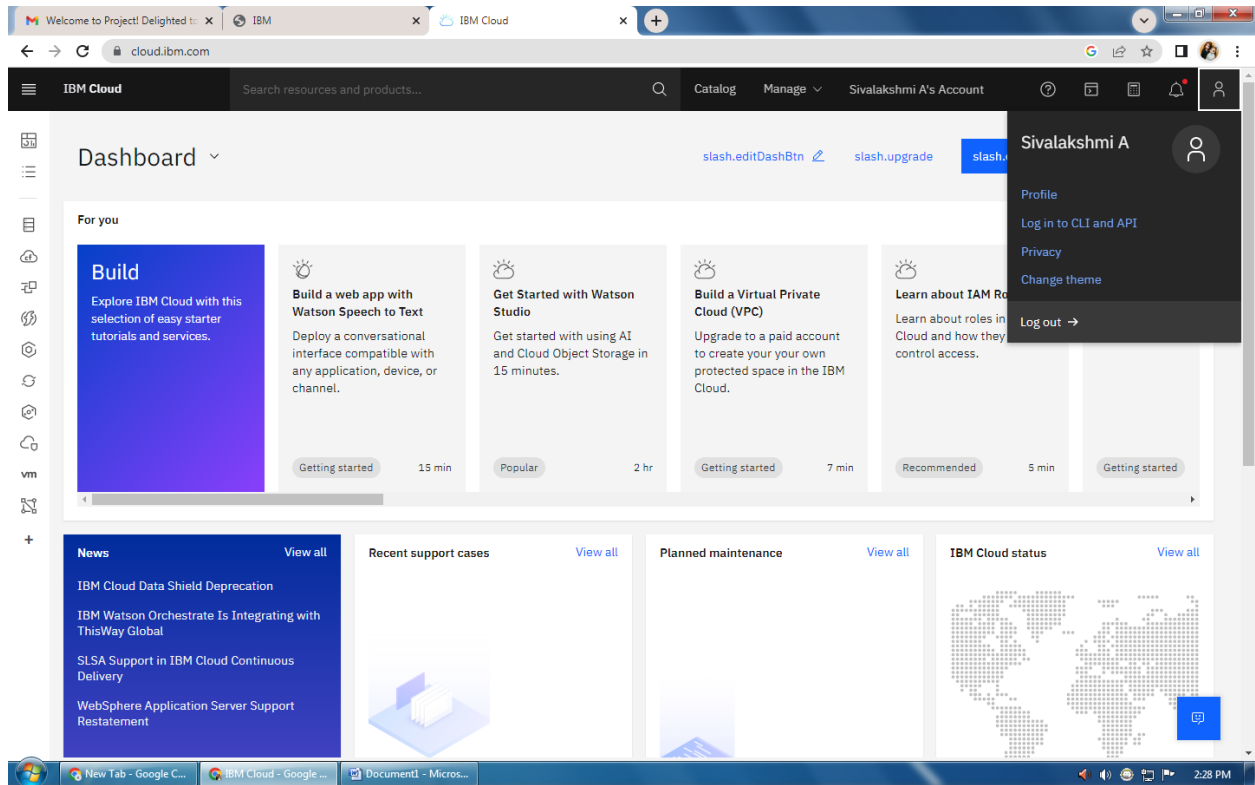 Welcome to Project! Delighted to
IBM
IBM Cloud
cloud.ibm.com
IBM Cloud
Search resources and products...
Catalog
Manage
Sivalakshmi A's Account
Sivalakshmi A
Profile
Log in to CLI and API
Privacy
Change theme
Log out →
Dashboard
slash.editDashBtn
slash.upgrade
slash.
For you
Build
Explore IBM Cloud with this
selection of easy starter
tutorials and services.
Build a web app with
Watson Speech to Text
Deploy a conversational
interface compatible with
any application, device, or
channel.
Getting started 15 min
Get Started with Watson
Studio
Get started with using AI
and Cloud Object Storage in
15 minutes.
Popular 2 hr
Build a Virtual Private
Cloud (VPC)
Upgrade to a paid account
to create your your own
protected space in the IBM
Cloud.
Getting started 7 min
Learn about IAM Ro
Learn about roles in
Cloud and how they
control access.
Recommended 5 min
Getting started
vm
News View all
IBM Cloud Data Shield Deprecation
IBM Watson Orchestrate Is Integrating with
ThisWay Global
SLSA Support in IBM Cloud Continuous
Delivery
WebSphere Application Server Support
Restatement
Recent support cases View all
Planned maintenance View all
IBM Cloud status View all
New Tab - Google C...
IBM Cloud - Google ...
Document1 - Micros...
2:28 PM